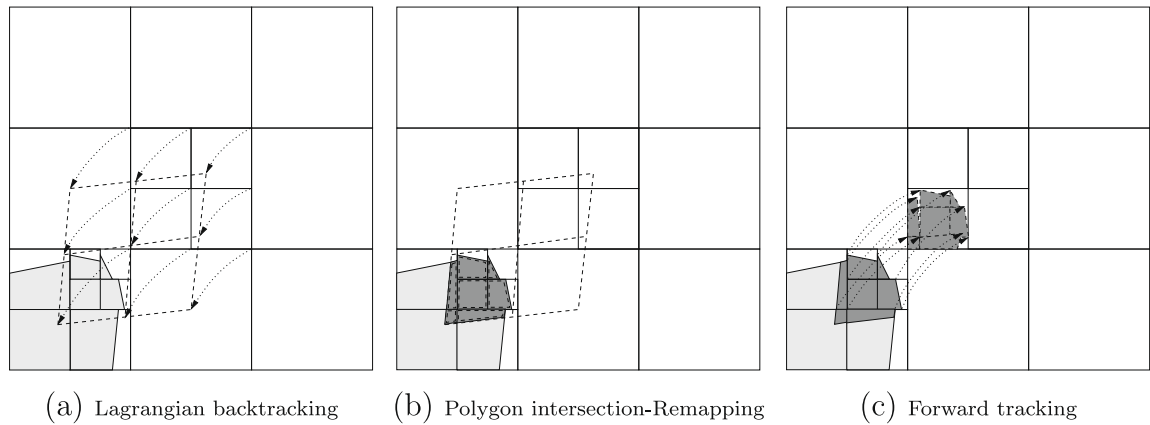 (a) Lagrangian backtracking
(b) Polygon intersection-Remapping
(c) Forward tracking